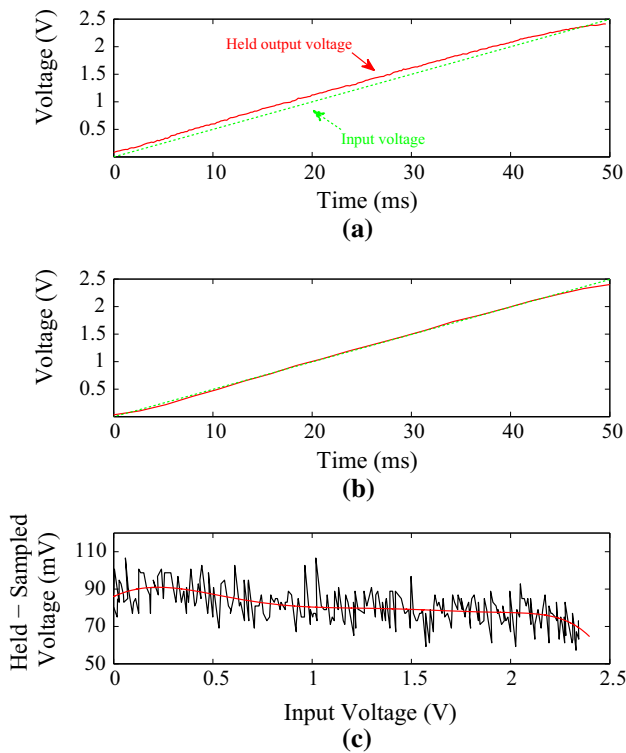 2.5
2
1.5
1
0.5
Voltage (V)
Held output voltage
Input voltage
0 10 20 30 40 50
Time (ms)
(a)
2.5
2
1.5
1
0.5
Voltage (V)
0 10 20 30 40 50
Time (ms)
(b)
110
90
70
50
Held − Sampled
Voltage (mV)
0 0.5 1 1.5 2 2.5
Input Voltage (V)
(c)